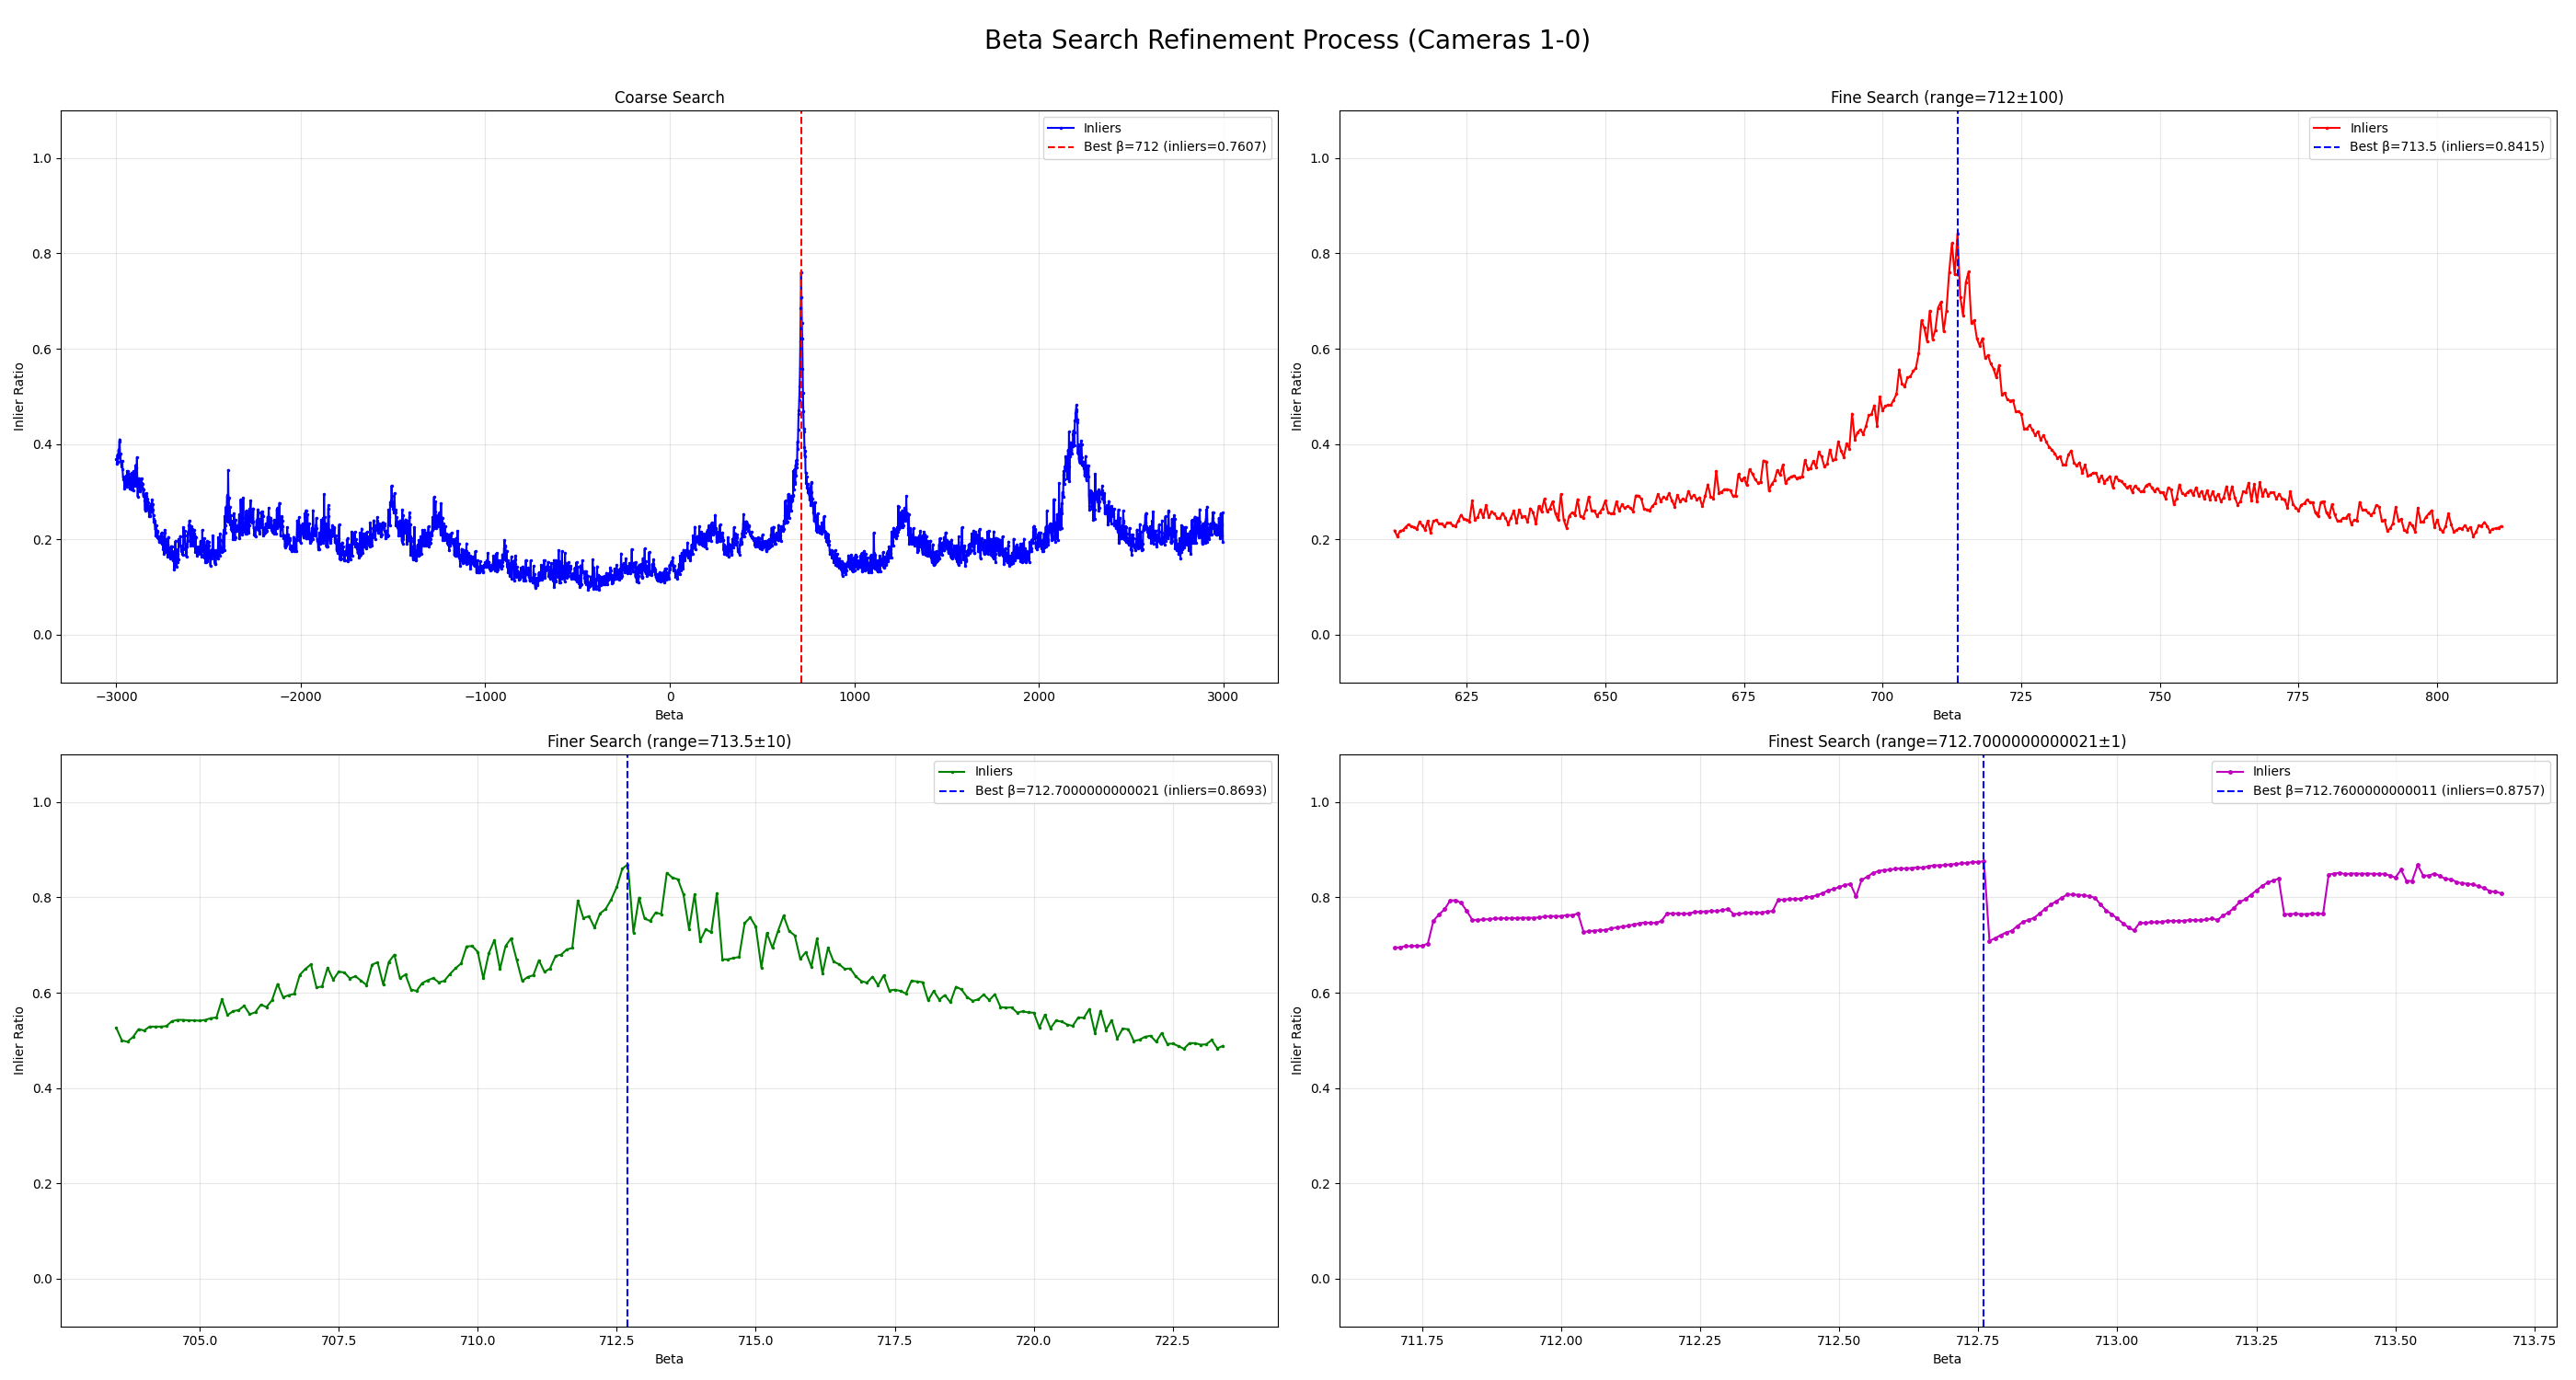 Beta Search Refinement Process (Cameras 1-0)
Coarse Search
Inliers
Best β=712 (inliers=0.7607)
1.0
0.8
0.6
0.4
0.2
0.0
Inlier Ratio
−3000 −2000 −1000 0 1000 2000 3000
Beta
Fine Search (range=712±100)
Inliers
Best β=713.5 (inliers=0.8415)
1.0
0.8
0.6
0.4
0.2
0.0
Inlier Ratio
625 650 675 700 725 750 775 800
Beta
Finer Search (range=713.5±10)
Inliers
Best β=712.7000000000021 (inliers=0.8693)
1.0
0.8
0.6
0.4
0.2
0.0
Inlier Ratio
705.0 707.5 710.0 712.5 715.0 717.5 720.0 722.5
Beta
Finest Search (range=712.7000000000021±1)
Inliers
Best β=712.7600000000011 (inliers=0.8757)
1.0
0.8
0.6
0.4
0.2
0.0
Inlier Ratio
711.75 712.00 712.25 712.50 712.75 713.00 713.25 713.50 713.75
Beta